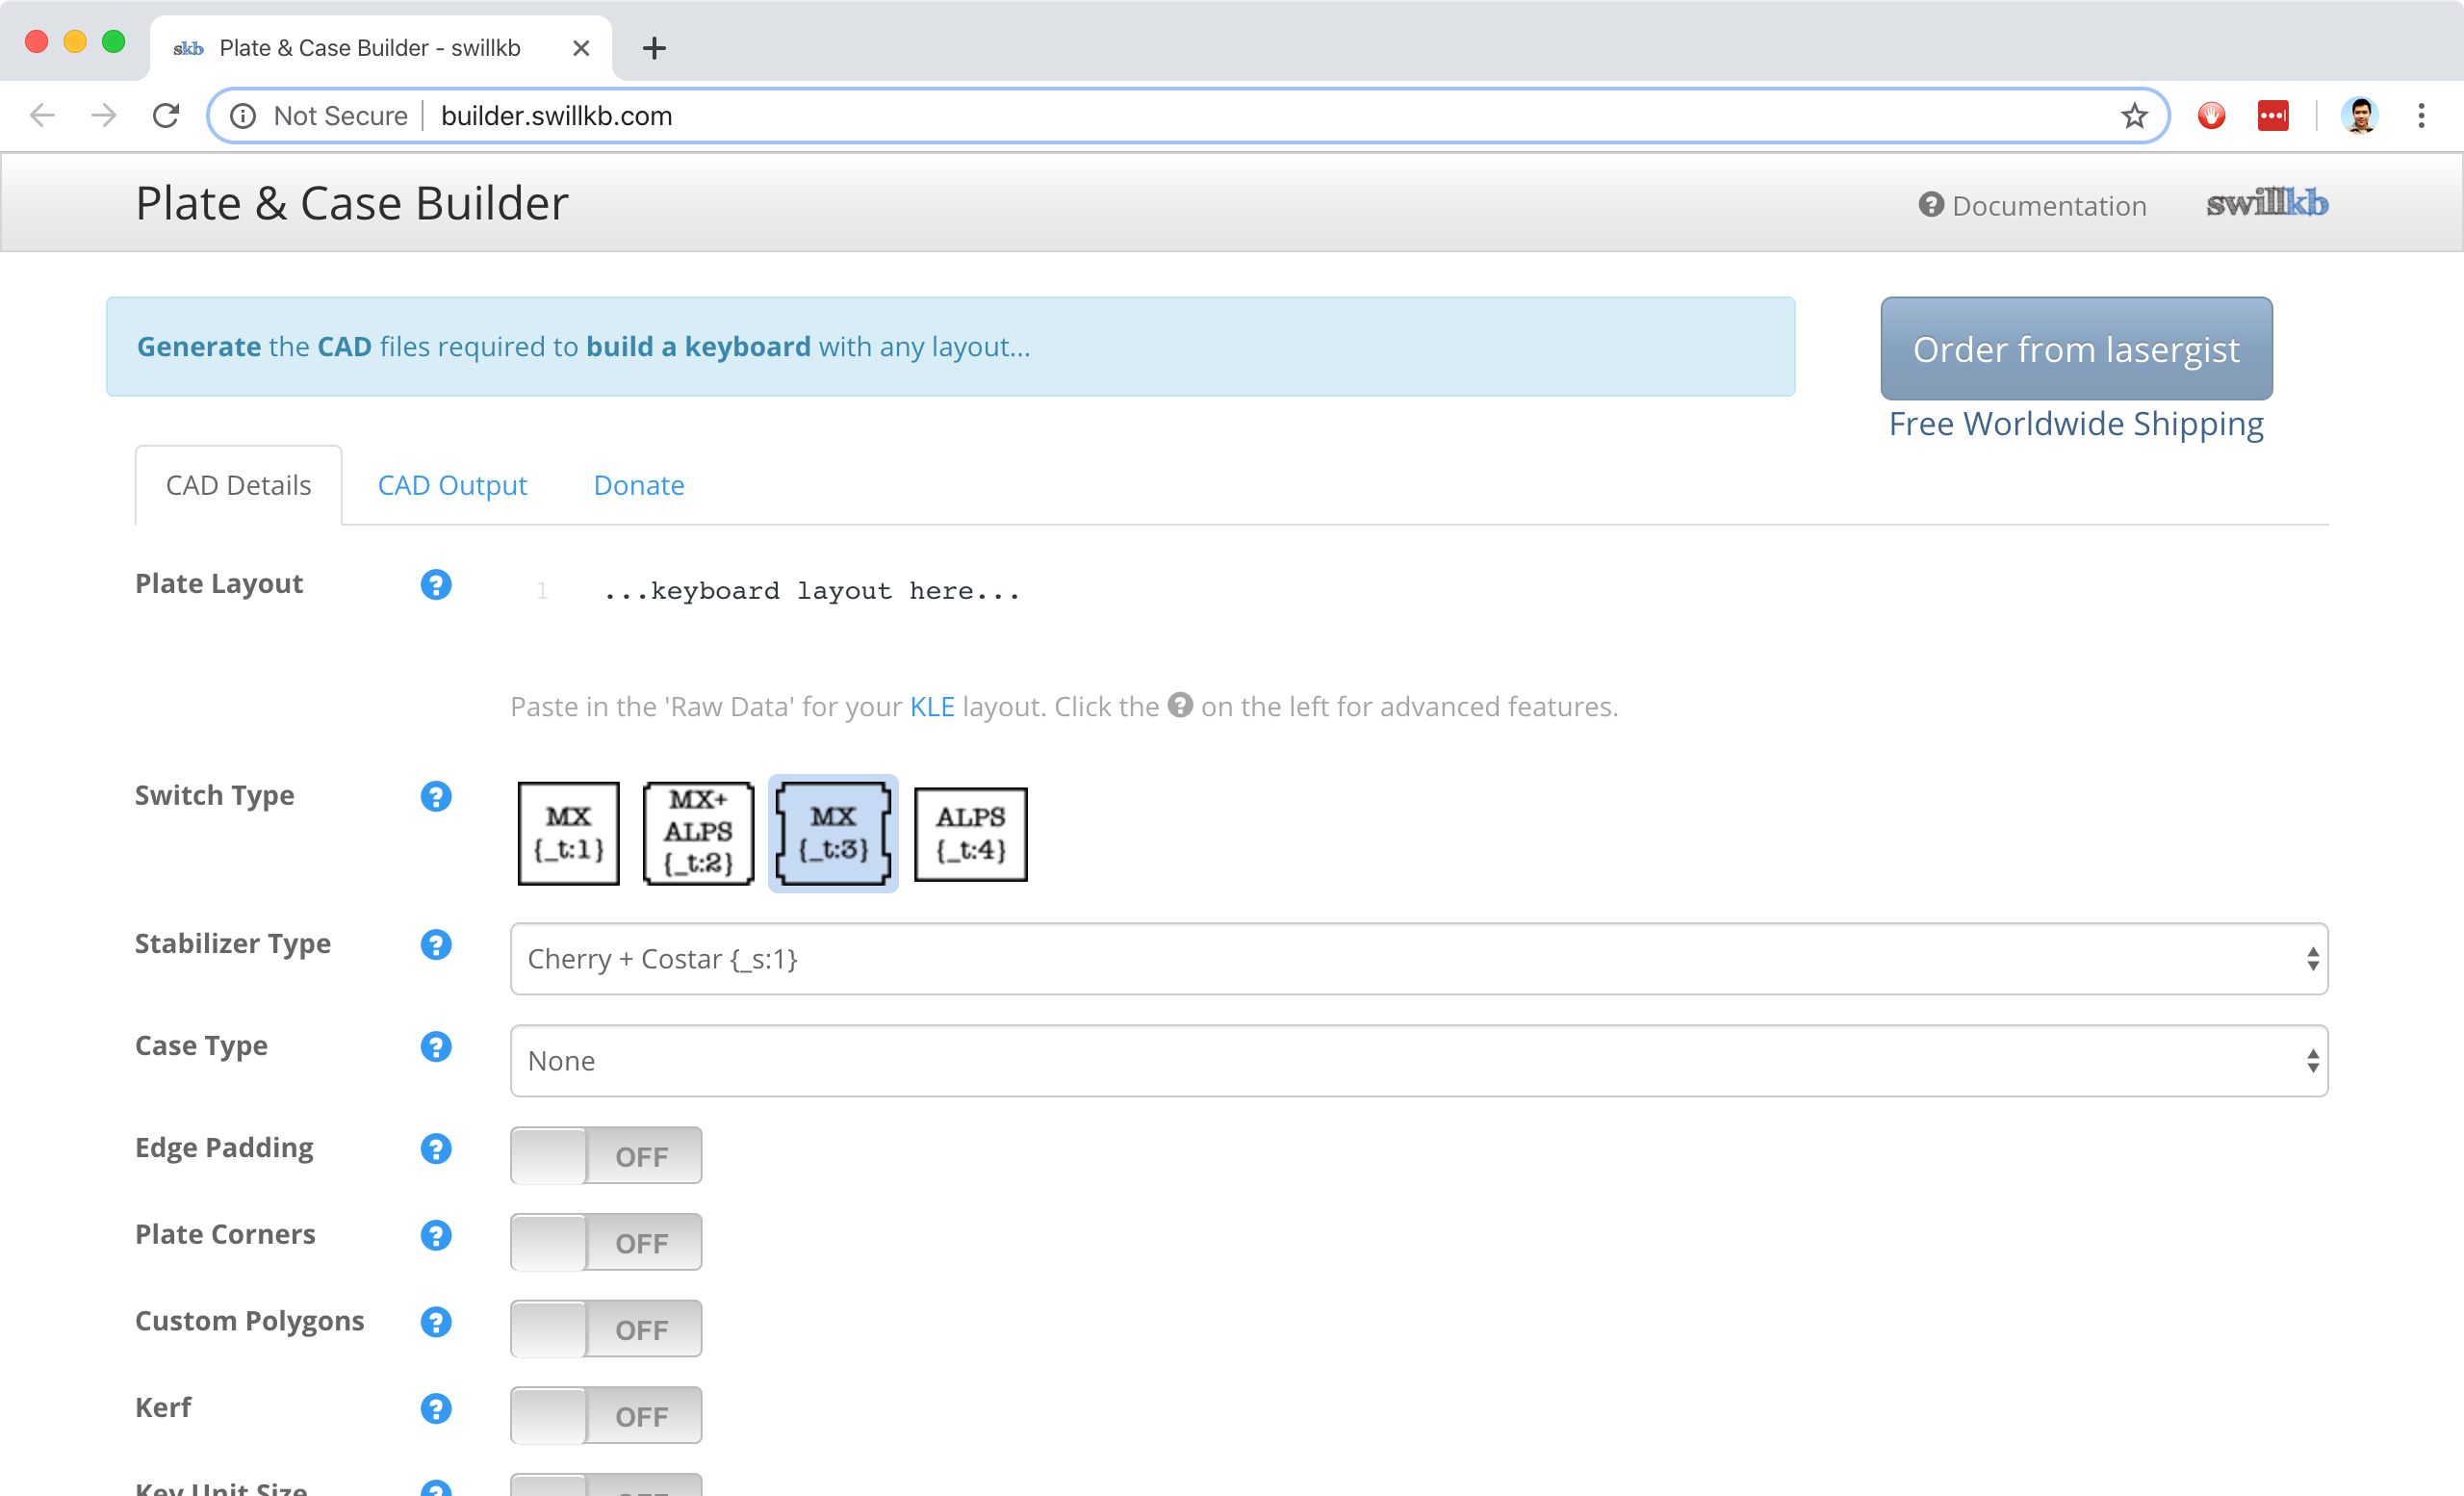 skb Plate & Case Builder - swillkb
Not Secure | builder.swillkb.com
Plate & Case Builder
Documentation
swillkb
Generate the CAD files required to build a keyboard with any layout...
Order from lasergist
Free Worldwide Shipping
CAD Details CAD Output Donate
Plate Layout
1 ...keyboard layout here...
Paste in the 'Raw Data' for your KLE layout. Click the ? on the left for advanced features.
Switch Type
MX
{_t:1}
MX+
ALPS
{_t:2}
MX
{_t:3}
ALPS
{_t:4}
Stabilizer Type
Cherry + Costar {_s:1}
Case Type
None
Edge Padding
OFF
Plate Corners
OFF
Custom Polygons
OFF
Kerf
OFF
Key Unit Size
OFF